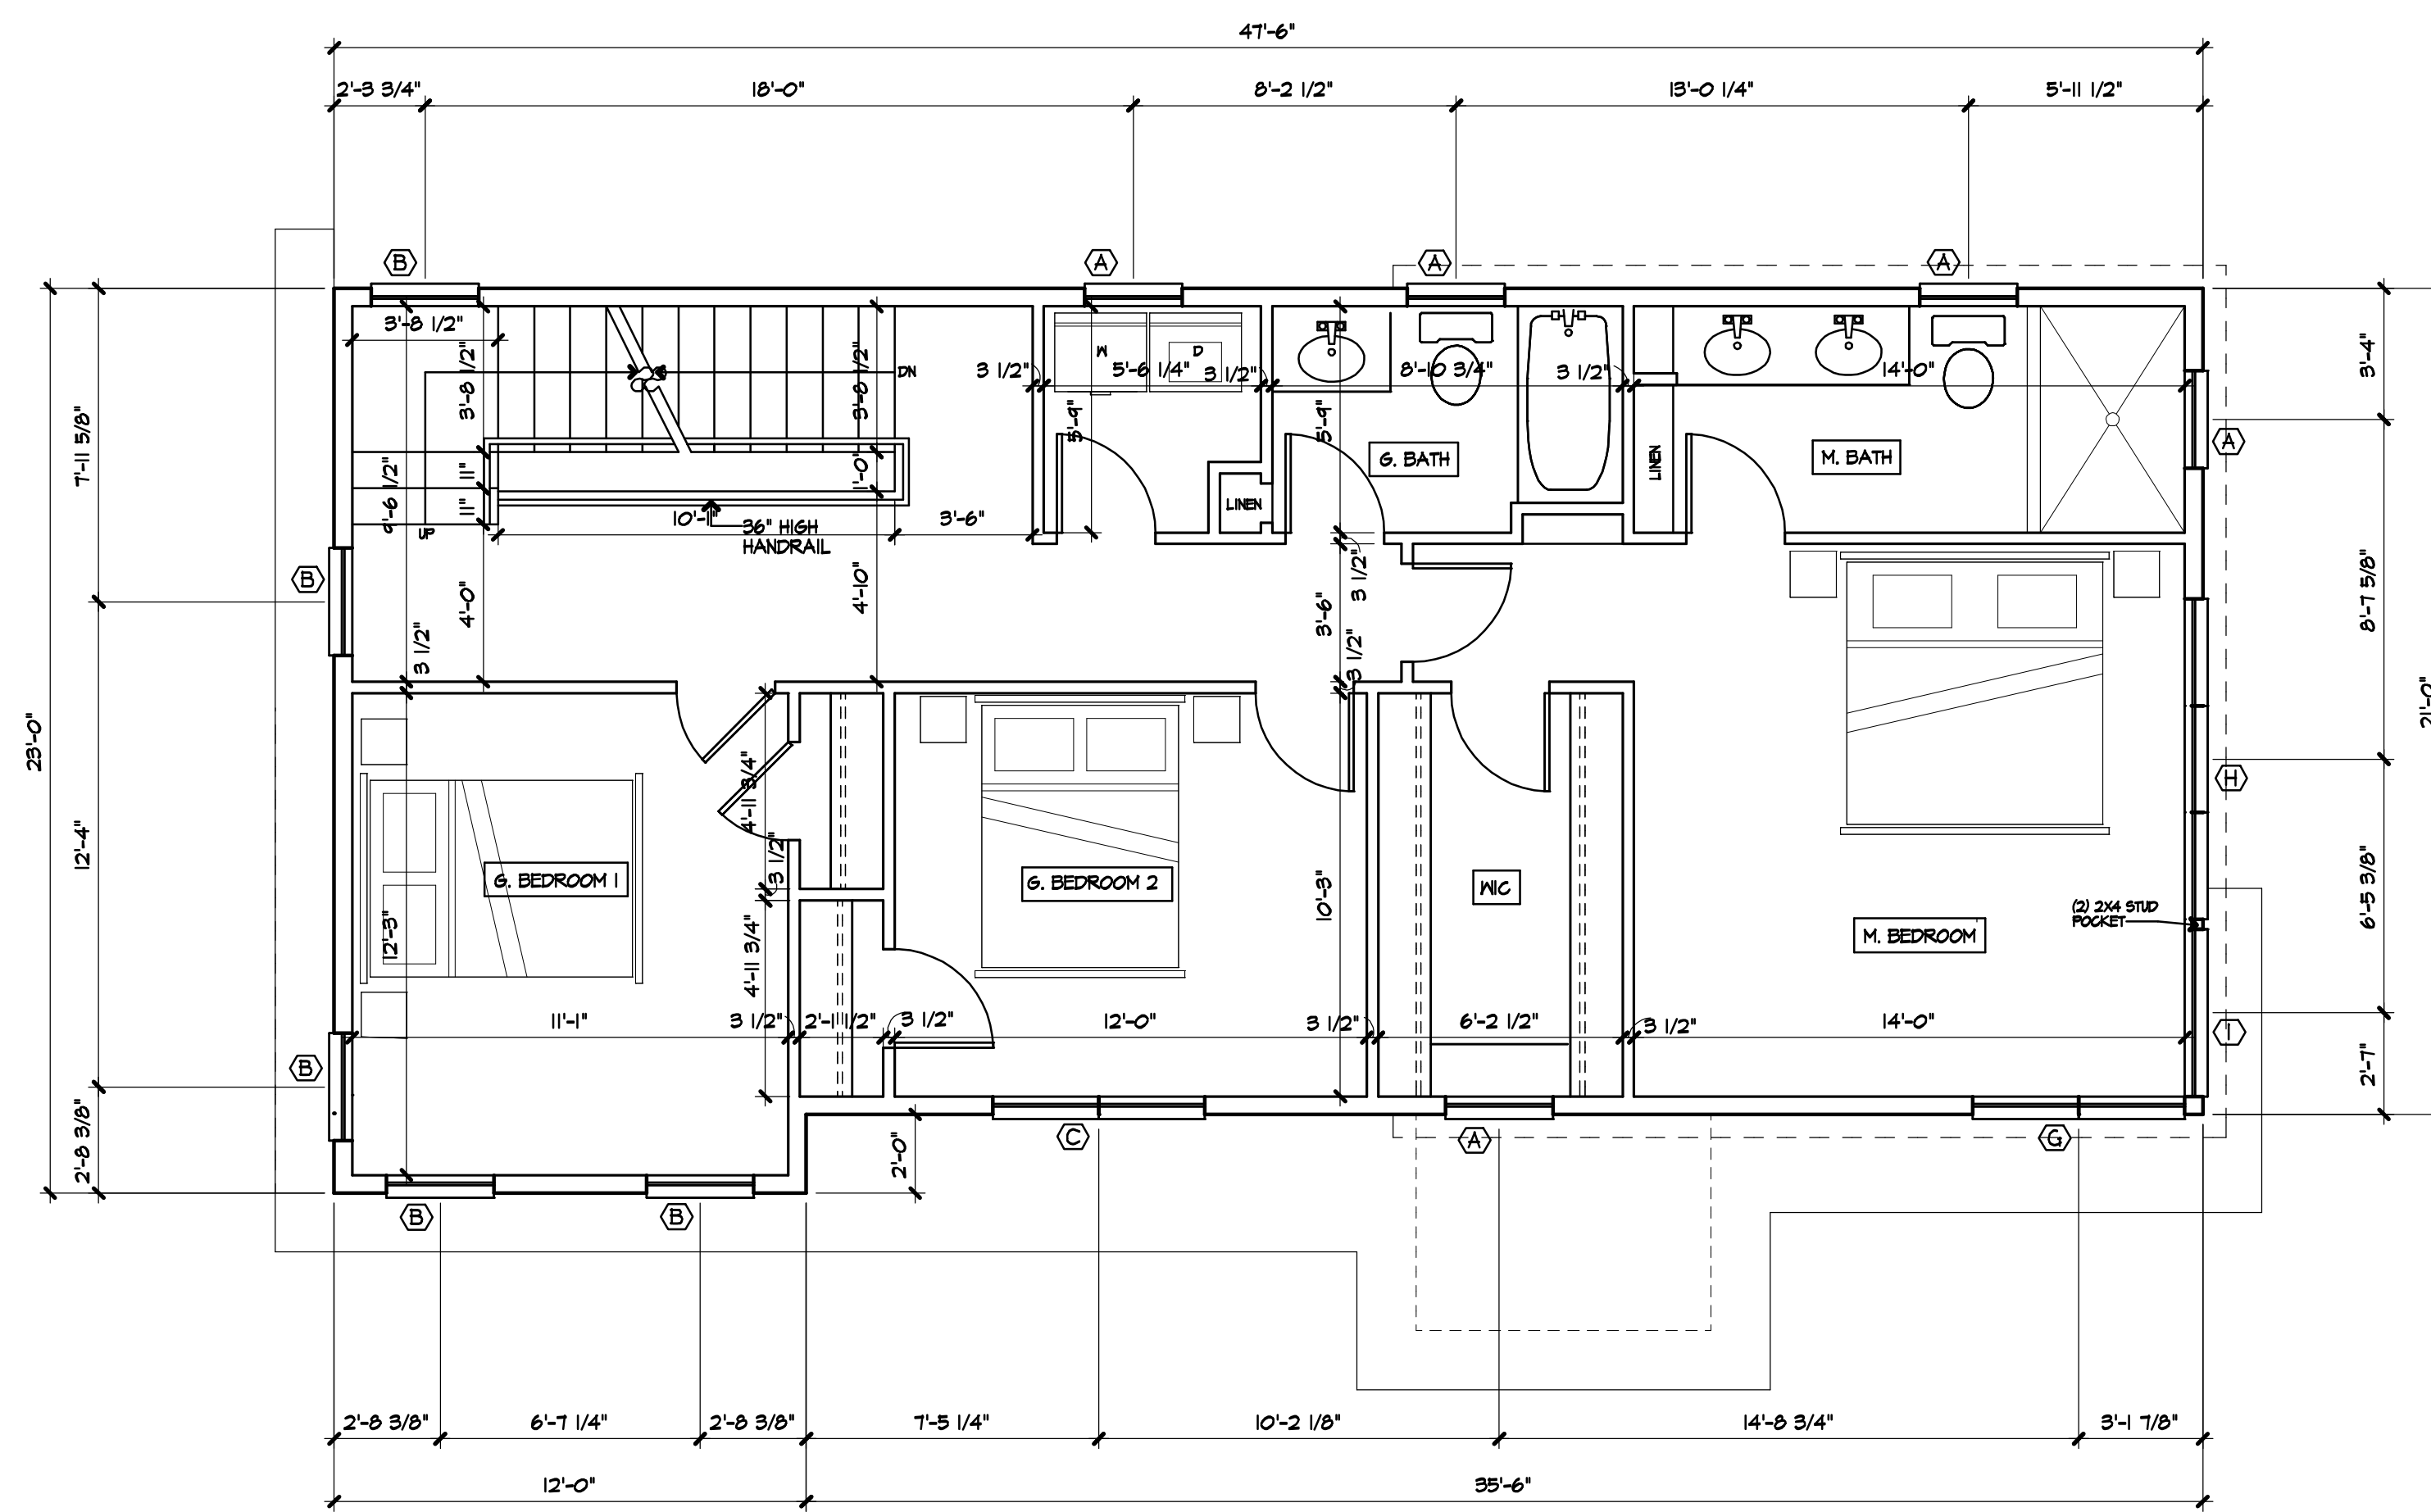 47'-6"
2'-3 3/4"
18'-0"
8'-2 1/2"
13'-0 1/4"
5'-11 1/2"
B
A
A
A
3'-8 1/2"
3'-8 1/2"
3'-8 1/2"
DN
W
D
3 1/2"
5'-6 1/4"
3 1/2"
8'-10 3/4"
3 1/2"
14'-0"
3'-4"
7'-11 5/8"
11"
11"
9'-6 1/2"
1'-0"
5'-9"
5'-9"
G. BATH
LINEN
M. BATH
A
UP
10'-1"
36" HIGH
HANDRAIL
3'-6"
LINEN
B
3 1/2"
4'-0"
4'-10"
3 1/2"
3'-6"
3 1/2"
8'-7 5/8"
23'-0"
21'-0"
12'-4"
4'-11 3/4"
3 1/2"
H
G. BEDROOM 1
G. BEDROOM 2
10'-3"
WIC
6'-5 3/8"
12'-3"
4'-11 3/4"
(2) 2X4 STUD
POCKET
M. BEDROOM
11'-1"
3 1/2"
2'-1 1/2"
3 1/2"
12'-0"
3 1/2"
6'-2 1/2"
3 1/2"
14'-0"
I
B
2'-7"
2'-8 3/8"
2'-0"
C
A
G
B
B
2'-8 3/8"
6'-7 1/4"
2'-8 3/8"
7'-5 1/4"
10'-2 1/8"
14'-8 3/4"
3'-1 7/8"
12'-0"
35'-6"